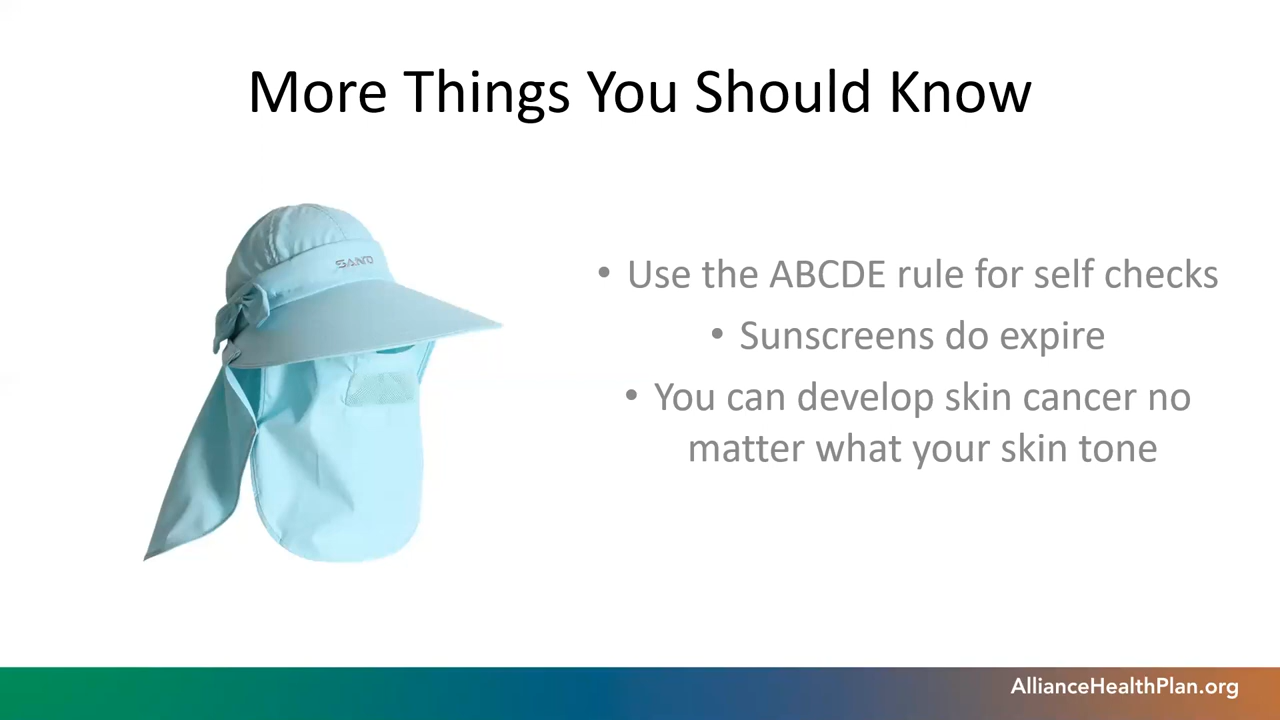 More Things You Should Know
SANTO
• Use the ABCDE rule for self checks
• Sunscreens do expire
• You can develop skin cancer no
matter what your skin tone
AllianceHealthPlan.org